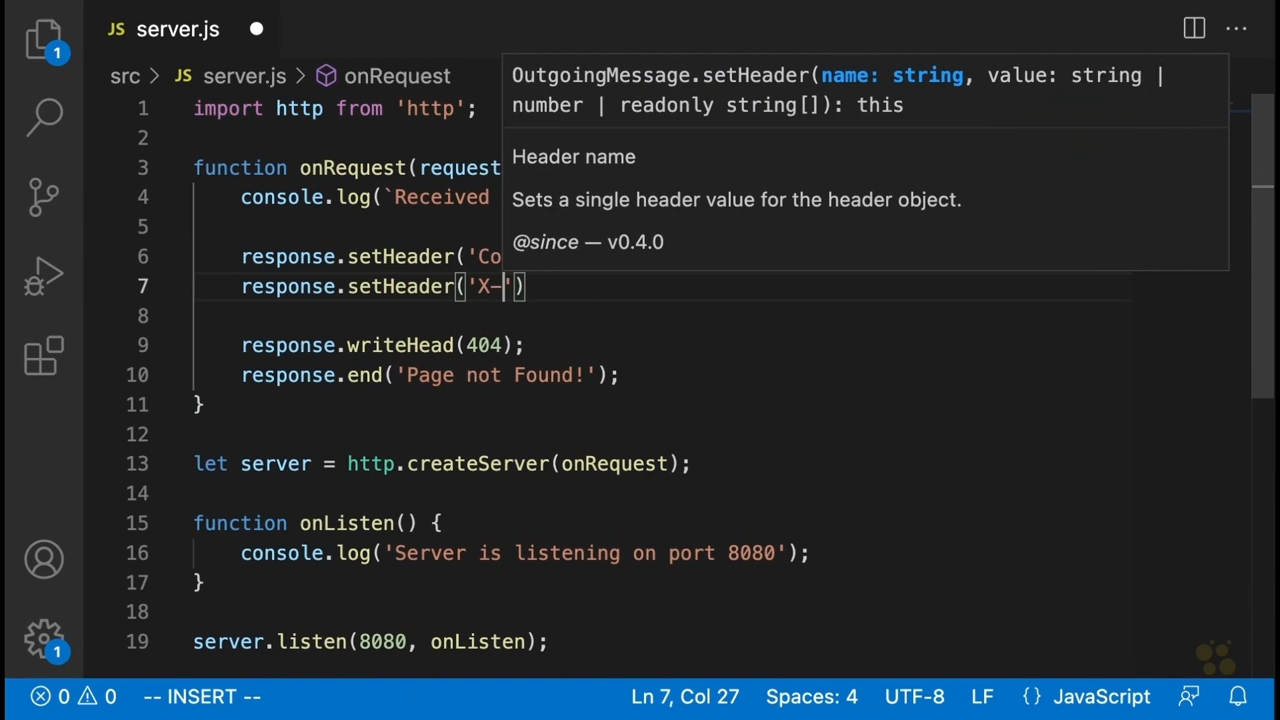 JS server.js
1
src > JS server.js > onRequest
OutgoingMessage.setHeader(name: string, value: string |
number | readonly string[]): this
Header name
Sets a single header value for the header object.
@since — v0.4.0
1 import http from 'http';
2
3 function onRequest(request
4 console.log(`Received
5
6 response.setHeader('Co
7 response.setHeader('X-')
8
9 response.writeHead(404);
10 response.end('Page not Found!');
11 }
12
13 let server = http.createServer(onRequest);
14
15 function onListen() {
16 console.log('Server is listening on port 8080');
17 }
18
19 server.listen(8080, onListen);
1
0 0 -- INSERT -- Ln 7, Col 27 Spaces: 4 UTF-8 LF {} JavaScript